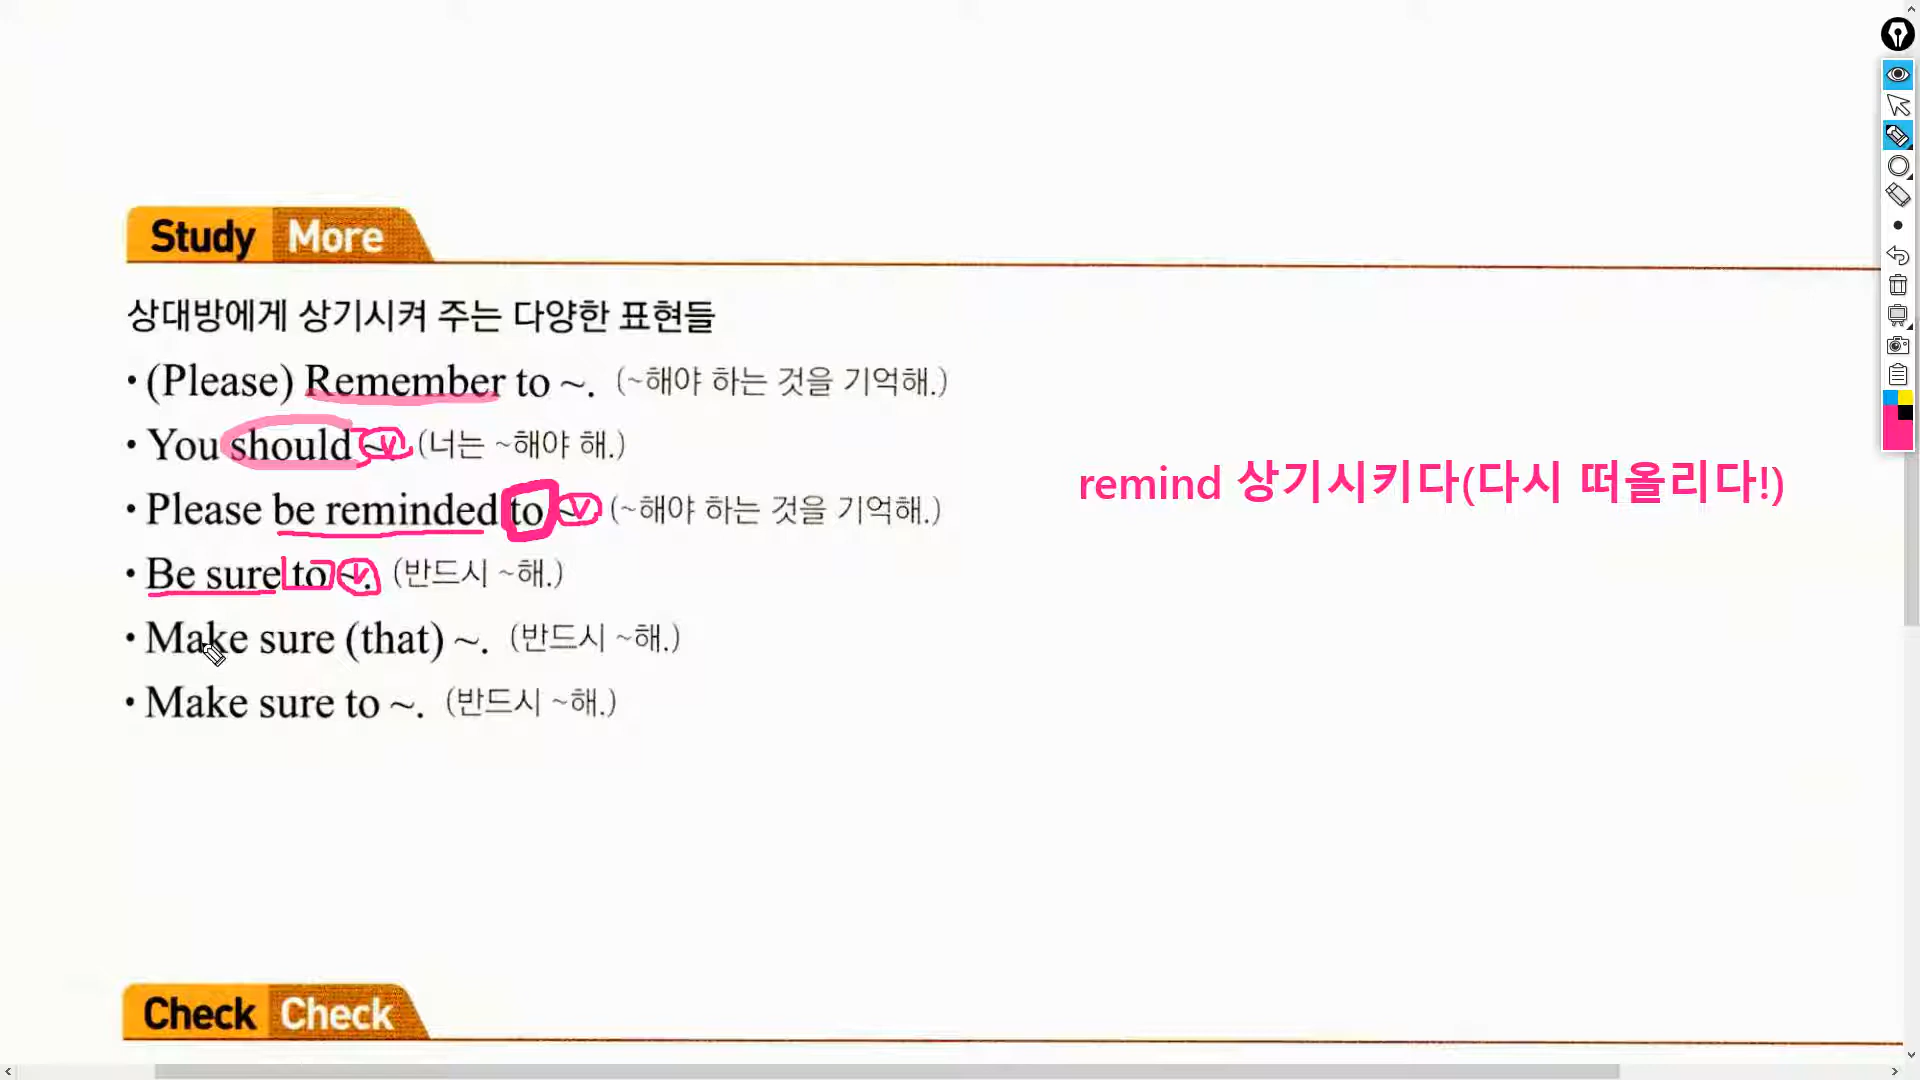 Study More
상대방에게 상기시켜 주는 다양한 표현들
• (Please) Remember to ~. (~해야 하는 것을 기억해.)
• You should ~. V (너는 ~해야 해.)
remind 상기시키다(다시 떠올리다!)
• Please be reminded to ~. V (~해야 하는 것을 기억해.)
• Be sure to ~. V (반드시 ~해.)
• Make sure (that) ~. (반드시 ~해.)
• Make sure to ~. (반드시 ~해.)
Check Check